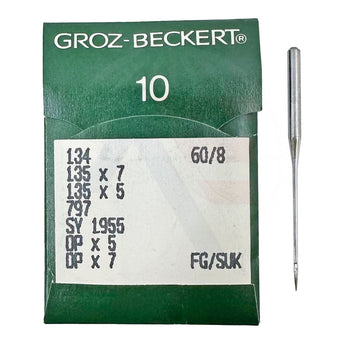 GROZ-BECKERT®
10
134 60/8
135 x 7
135 x 5
797
SY 1955
DP x 5
DP x 7 FG/SUK